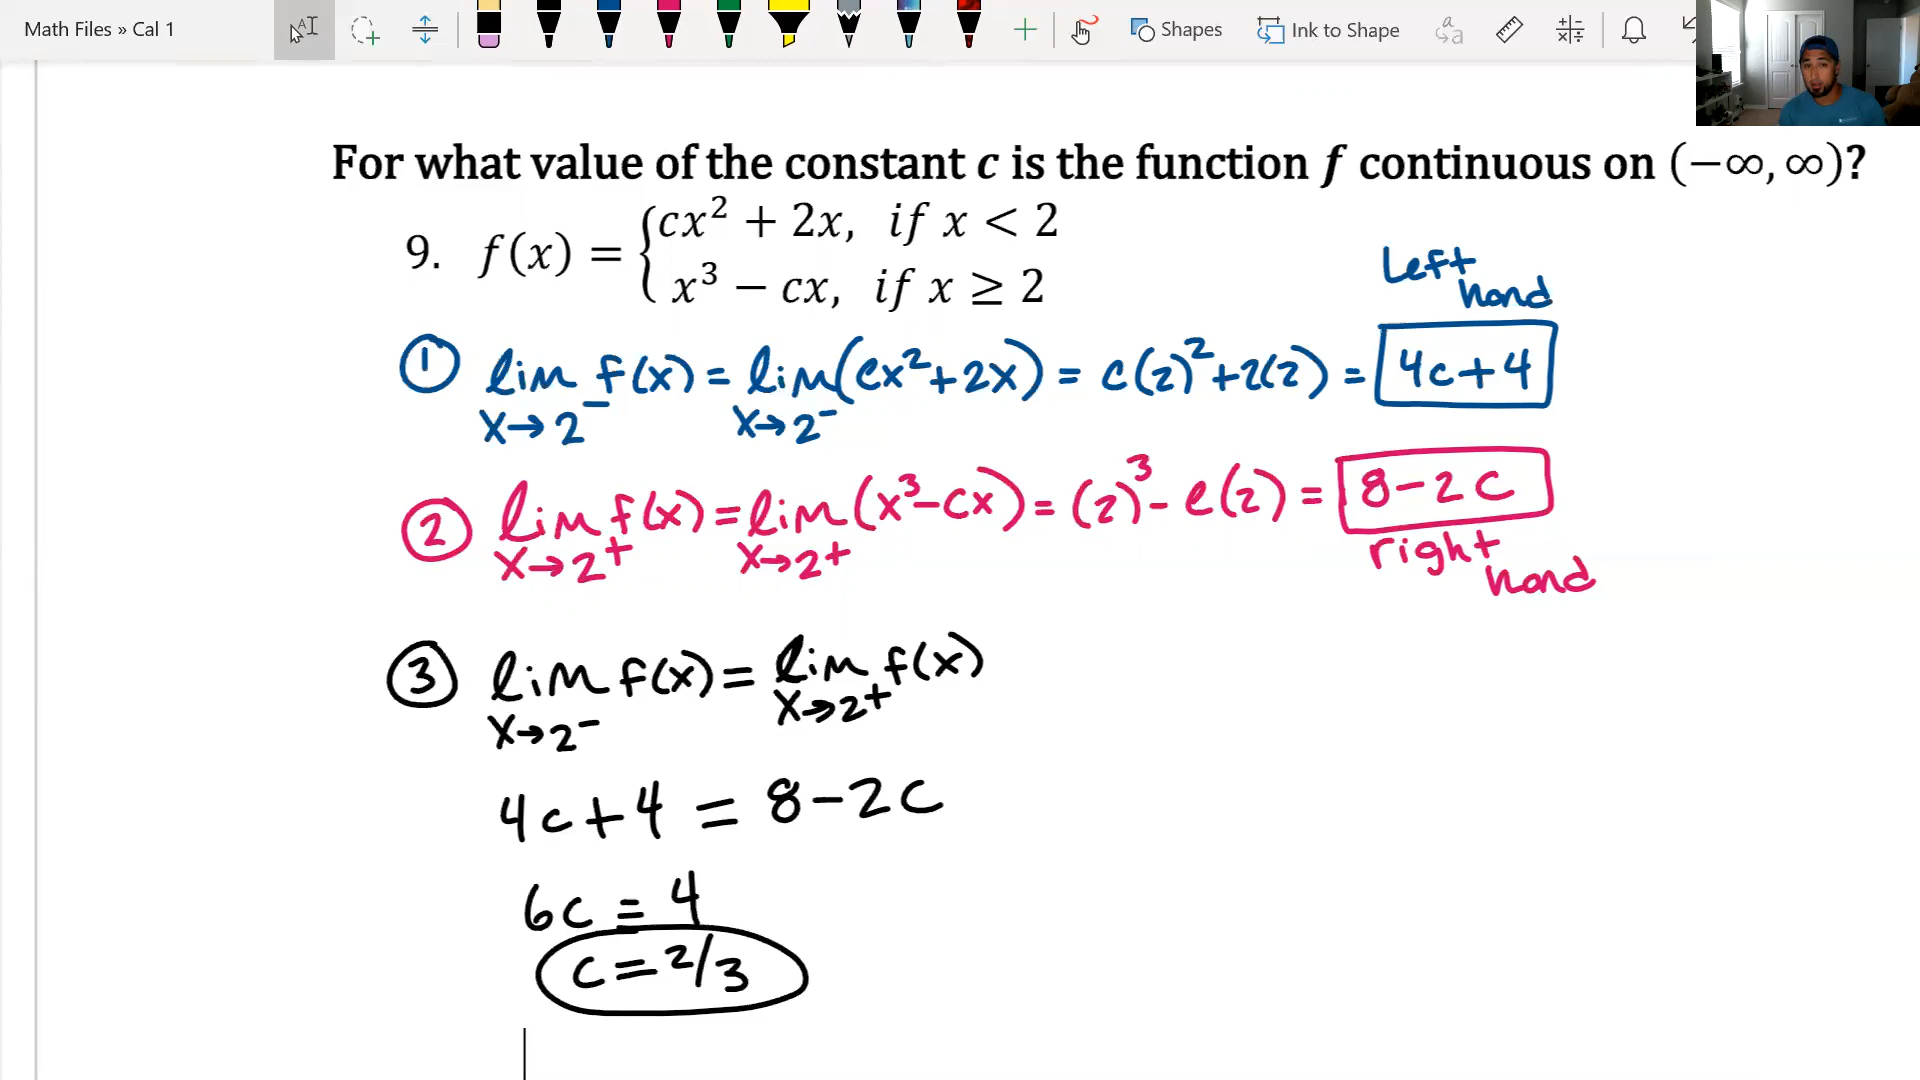 Math Files » Cal 1
Shapes
Ink to Shape
For what value of the constant c is the function f continuous on (−∞, ∞)?
9. f(x) = { cx² + 2x, if x < 2
x³ − cx, if x ≥ 2
Left hand
① lim x→2⁻ f(x) = lim x→2⁻ (cx²+2x) = c(2)²+2(2) = 4c+4
② lim x→2⁺ f(x) = lim x→2⁺ (x³−cx) = (2)³−c(2) = 8−2c
right hand
③ lim x→2⁻ f(x) = lim x→2⁺ f(x)
4c+4 = 8−2c
6c = 4
c = 2/3